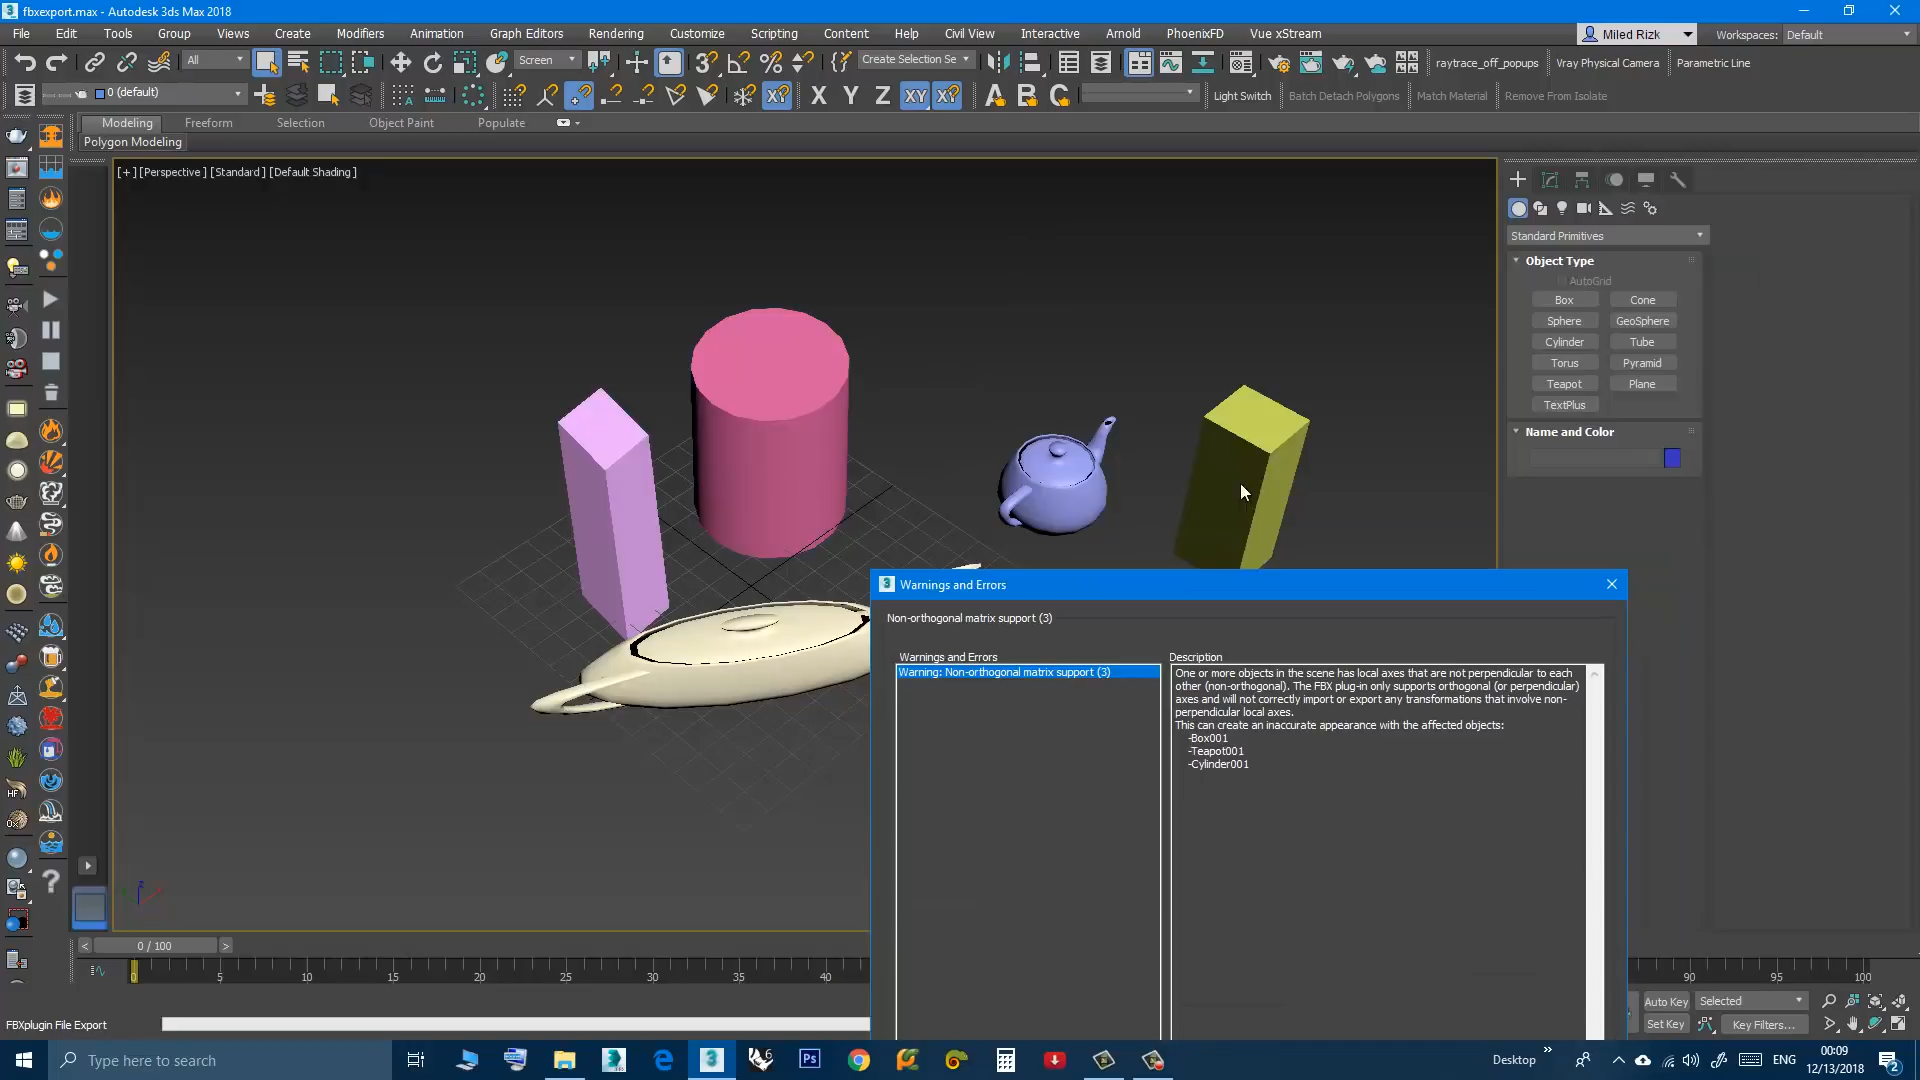 fbxexport.max - Autodesk 3ds Max 2018
File Edit Tools Group Views Create Modifiers Animation Graph Editors Rendering Customize Scripting Content Help Civil View Interactive Arnold PhoenixFD Vue xStream Miled Rizk Workspaces: Default
All Screen Create Selection Se raytrace_off_popups Vray Physical Camera Parametric Line
0 (default) X Y Z XY XY A B C Light Switch Batch Detach Polygons Match Material Remove From Isolate
Modeling Freeform Selection Object Paint Populate
Polygon Modeling
[+] [Perspective] [Standard] [Default Shading]
Standard Primitives
Object Type
AutoGrid
Box Cone
Sphere GeoSphere
Cylinder Tube
Torus Pyramid
Teapot Plane
TextPlus
Name and Color
Warnings and Errors
Non-orthogonal matrix support (3)
Warnings and Errors
Warning: Non-orthogonal matrix support (3)
Description
One or more objects in the scene has local axes that are not perpendicular to each
other (non-orthogonal). The FBX plug-in only supports orthogonal (or perpendicular)
axes and will not correctly import or export any transformations that involve non-
perpendicular local axes.
This can create an inaccurate appearance with the affected objects:
-Box001
-Teapot001
-Cylinder001
< 0 / 100 >
0 5 10 15 20 25 30 35 40 90 95 100
Auto Key Selected
Set Key Key Filters...
FBXplugin File Export
Type here to search
Desktop
ENG
00:09
12/13/2018
2